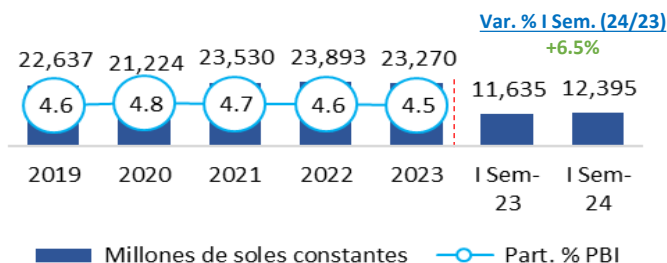 Var. % I Sem. (24/23)
+6.5%
22,637 21,224 23,530 23,893 23,270
11,635 12,395
4.6 4.8 4.7 4.6 4.5
2019 2020 2021 2022 2023 I Sem- I Sem-
23 24
Millones de soles constantes Part. % PBI